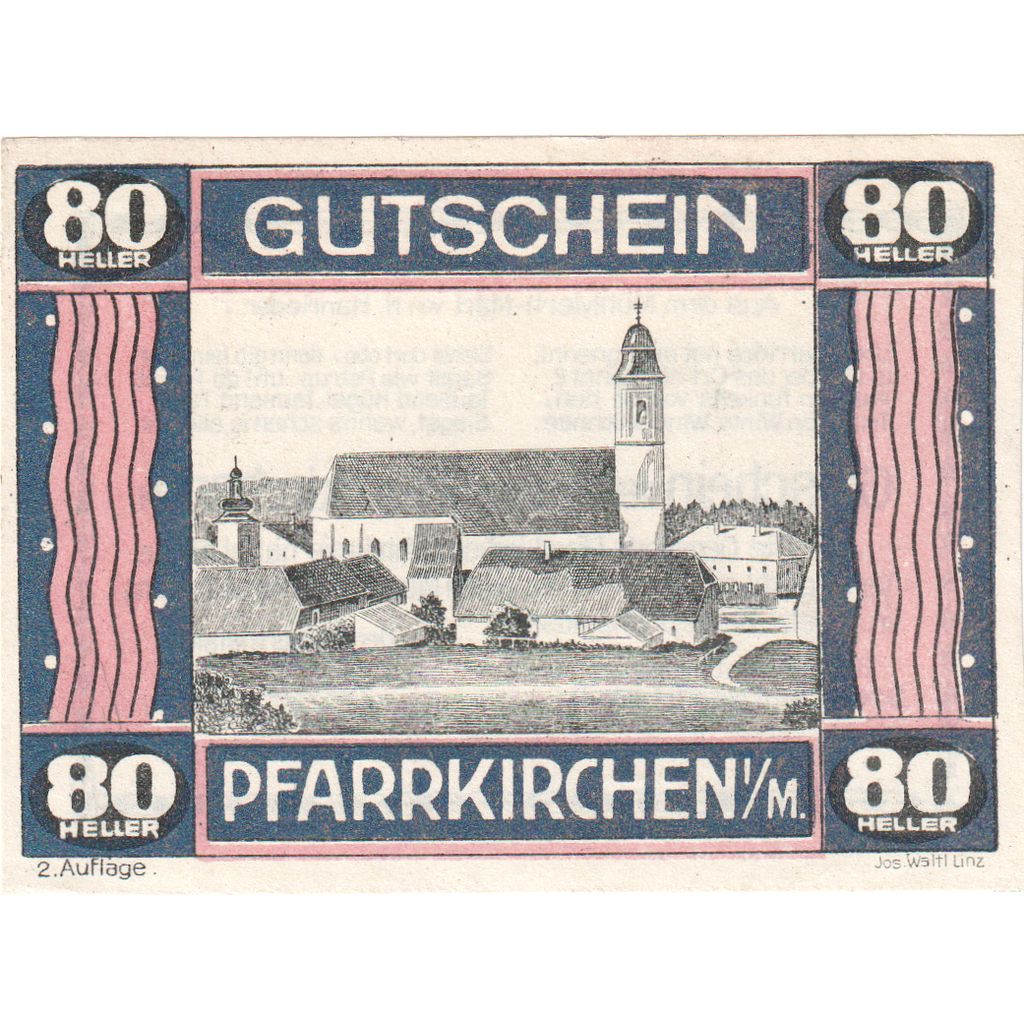 80 HELLER
GUTSCHEIN
80 HELLER
80 HELLER
PFARRKIRCHEN I/M.
80 HELLER
2. Auflage.
Jos. Waltl Linz